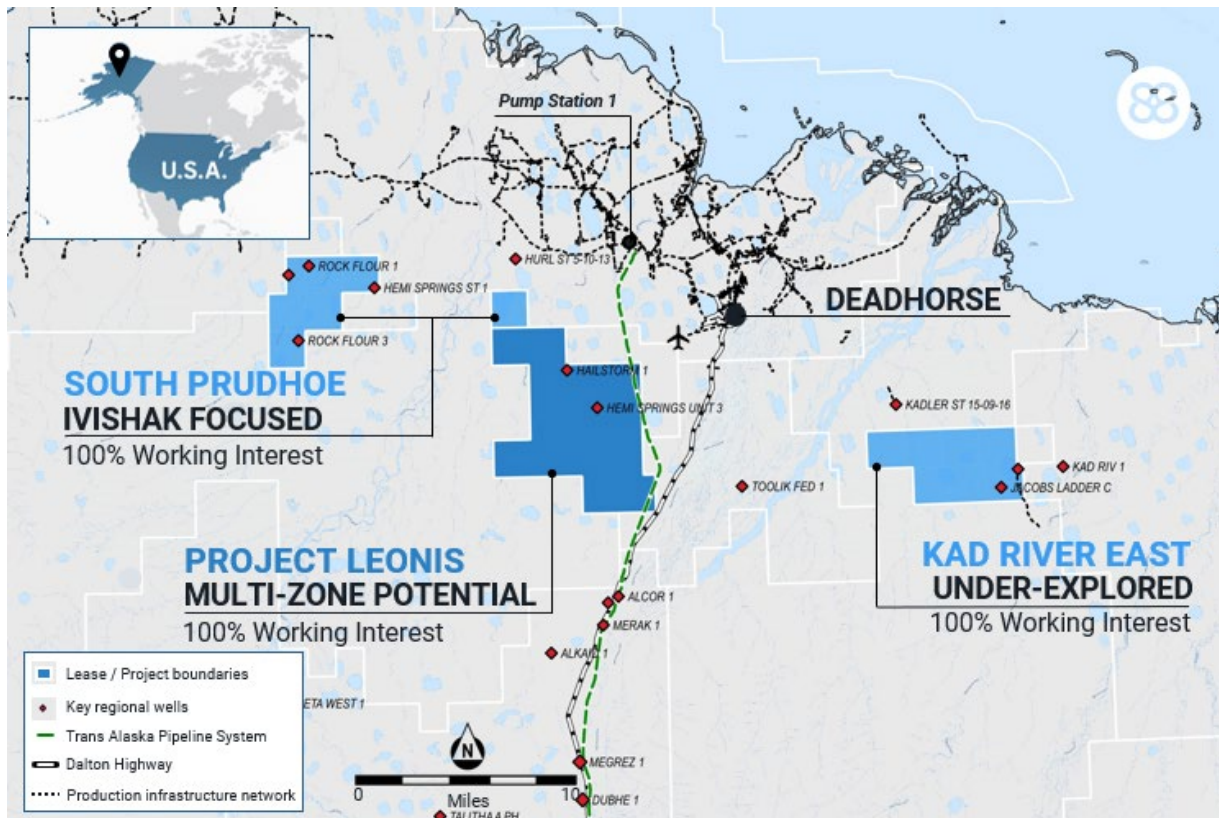 U.S.A.
Pump Station 1
88
ROCK FLOUR 1
HURL ST 5-10-13
HEMI SPRINGS ST 1
DEADHORSE
ROCK FLOUR 3
SOUTH PRUDHOE
IVISHAK FOCUSED
100% Working Interest
HAILSTORM 1
HEMI SPRINGS UNIT 3
KADLER ST 15-09-16
KAD RIV 1
TOOLIK FED 1
JACOBS LADDER C
PROJECT LEONIS
MULTI-ZONE POTENTIAL
100% Working Interest
KAD RIVER EAST
UNDER-EXPLORED
100% Working Interest
ALCOR 1
MERAK 1
1
Lease / Project boundaries
Key regional wells
Trans Alaska Pipeline System
Dalton Highway
Production infrastructure network
ETA WEST 1
N
MEGREZ 1
0 Miles 10
DUBHE 1